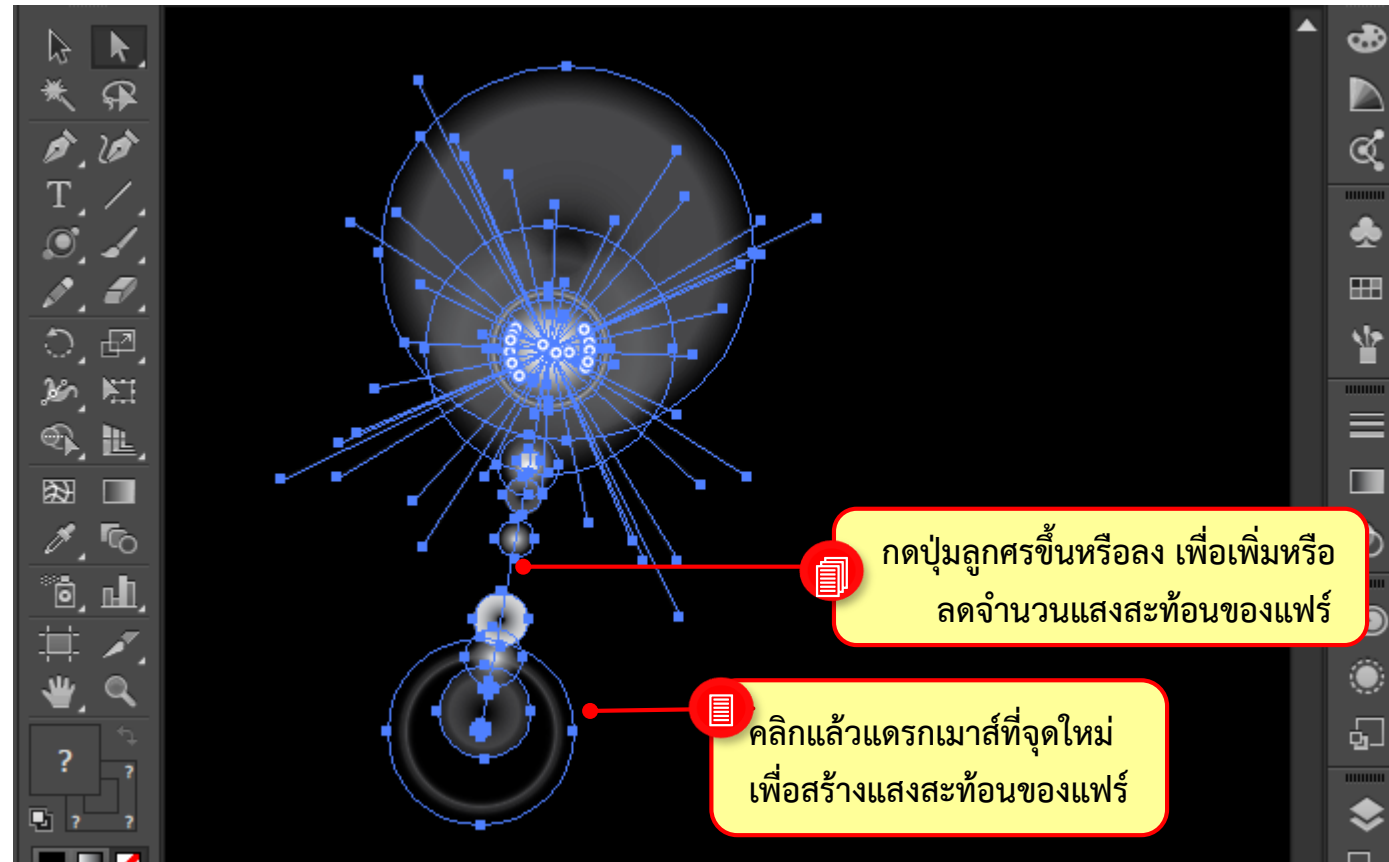 กดปุ่มลูกศรขึ้นหรือลง เพื่อเพิ่มหรือ
ลดจำนวนแสงสะท้อนของแฟร์
คลิกแล้วแดรกเมาส์ที่จุดใหม่
เพื่อสร้างแสงสะท้อนของแฟร์